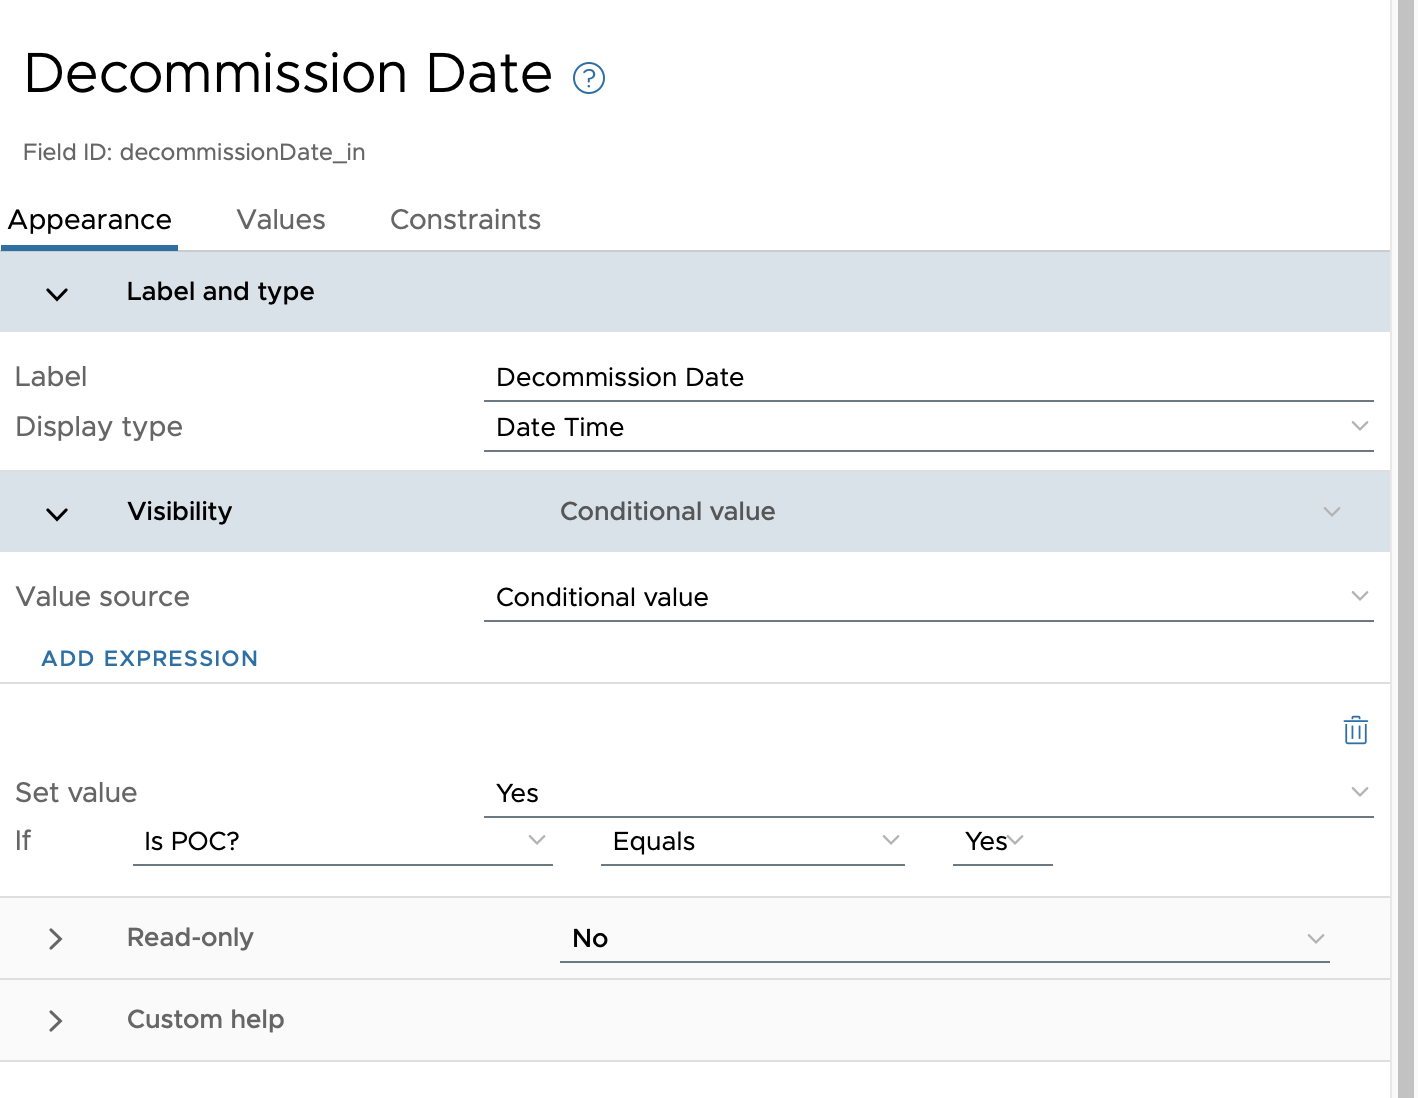 Decommission Date ?
Field ID: decommissionDate_in
Appearance Values Constraints
Label and type
Label Decommission Date
Display type Date Time
Visibility Conditional value
Value source Conditional value
ADD EXPRESSION
Set value Yes
If Is POC? Equals Yes
Read-only No
Custom help